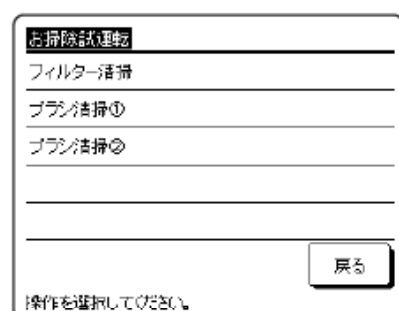 お掃除試運転
フィルター清掃
ブラシ清掃①
ブラシ清掃②
戻る
操作を選択してください。